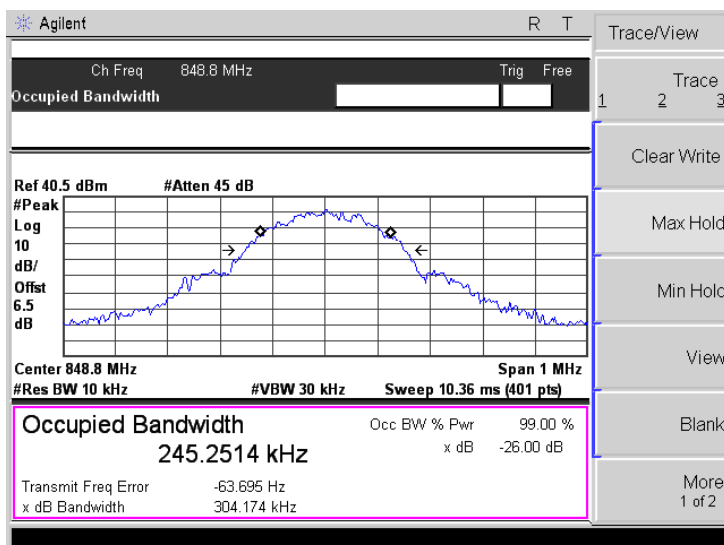 Agilent R T
Trace/View
Ch Freq 848.8 MHz Trig Free
Occupied Bandwidth
Trace
1 2 3
Clear Write
Max Hold
Min Hold
View
Blank
More
1 of 2
Ref 40.5 dBm #Atten 45 dB
#Peak
Log
10
dB/
Offst
6.5
dB
Center 848.8 MHz Span 1 MHz
#Res BW 10 kHz #VBW 30 kHz Sweep 10.36 ms (401 pts)
Occupied Bandwidth Occ BW % Pwr 99.00 %
245.2514 kHz x dB -26.00 dB
Transmit Freq Error -63.695 Hz
x dB Bandwidth 304.174 kHz